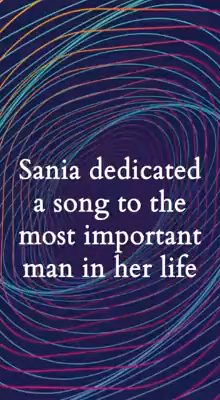 Sania dedicated
a song to the
most important
man in her life